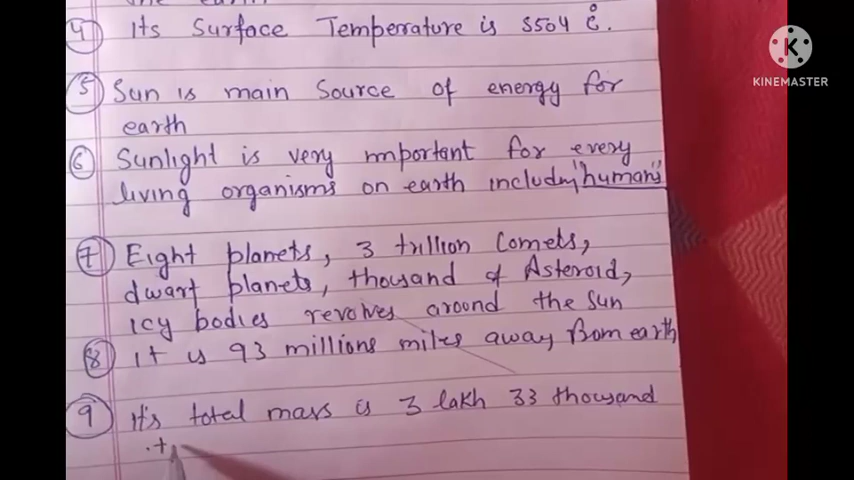 4 Its Surface Temperature is 5504 c.
5 Sun is main Source of energy for
earth
6 Sunlight is very important for every
living organisms on earth including "humans"
7 Eight planets, 3 trillion Comets,
dwarf planets, thousand of Asteroid,
icy bodies revolves around the Sun
8 it is 93 millions miles away from earth
9 It's total mass is 3 lakh 33 thousand
K
KINEMASTER